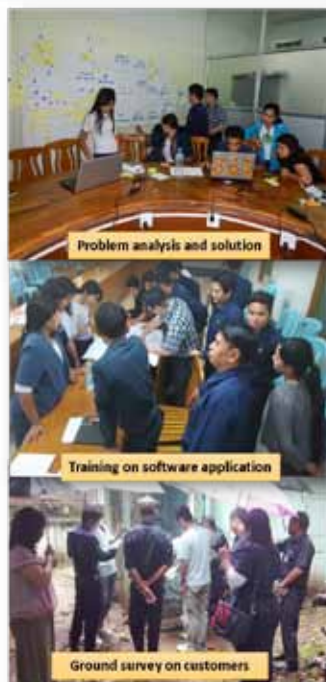 Problem analysis and solution
Training on software application
Ground survey on customers